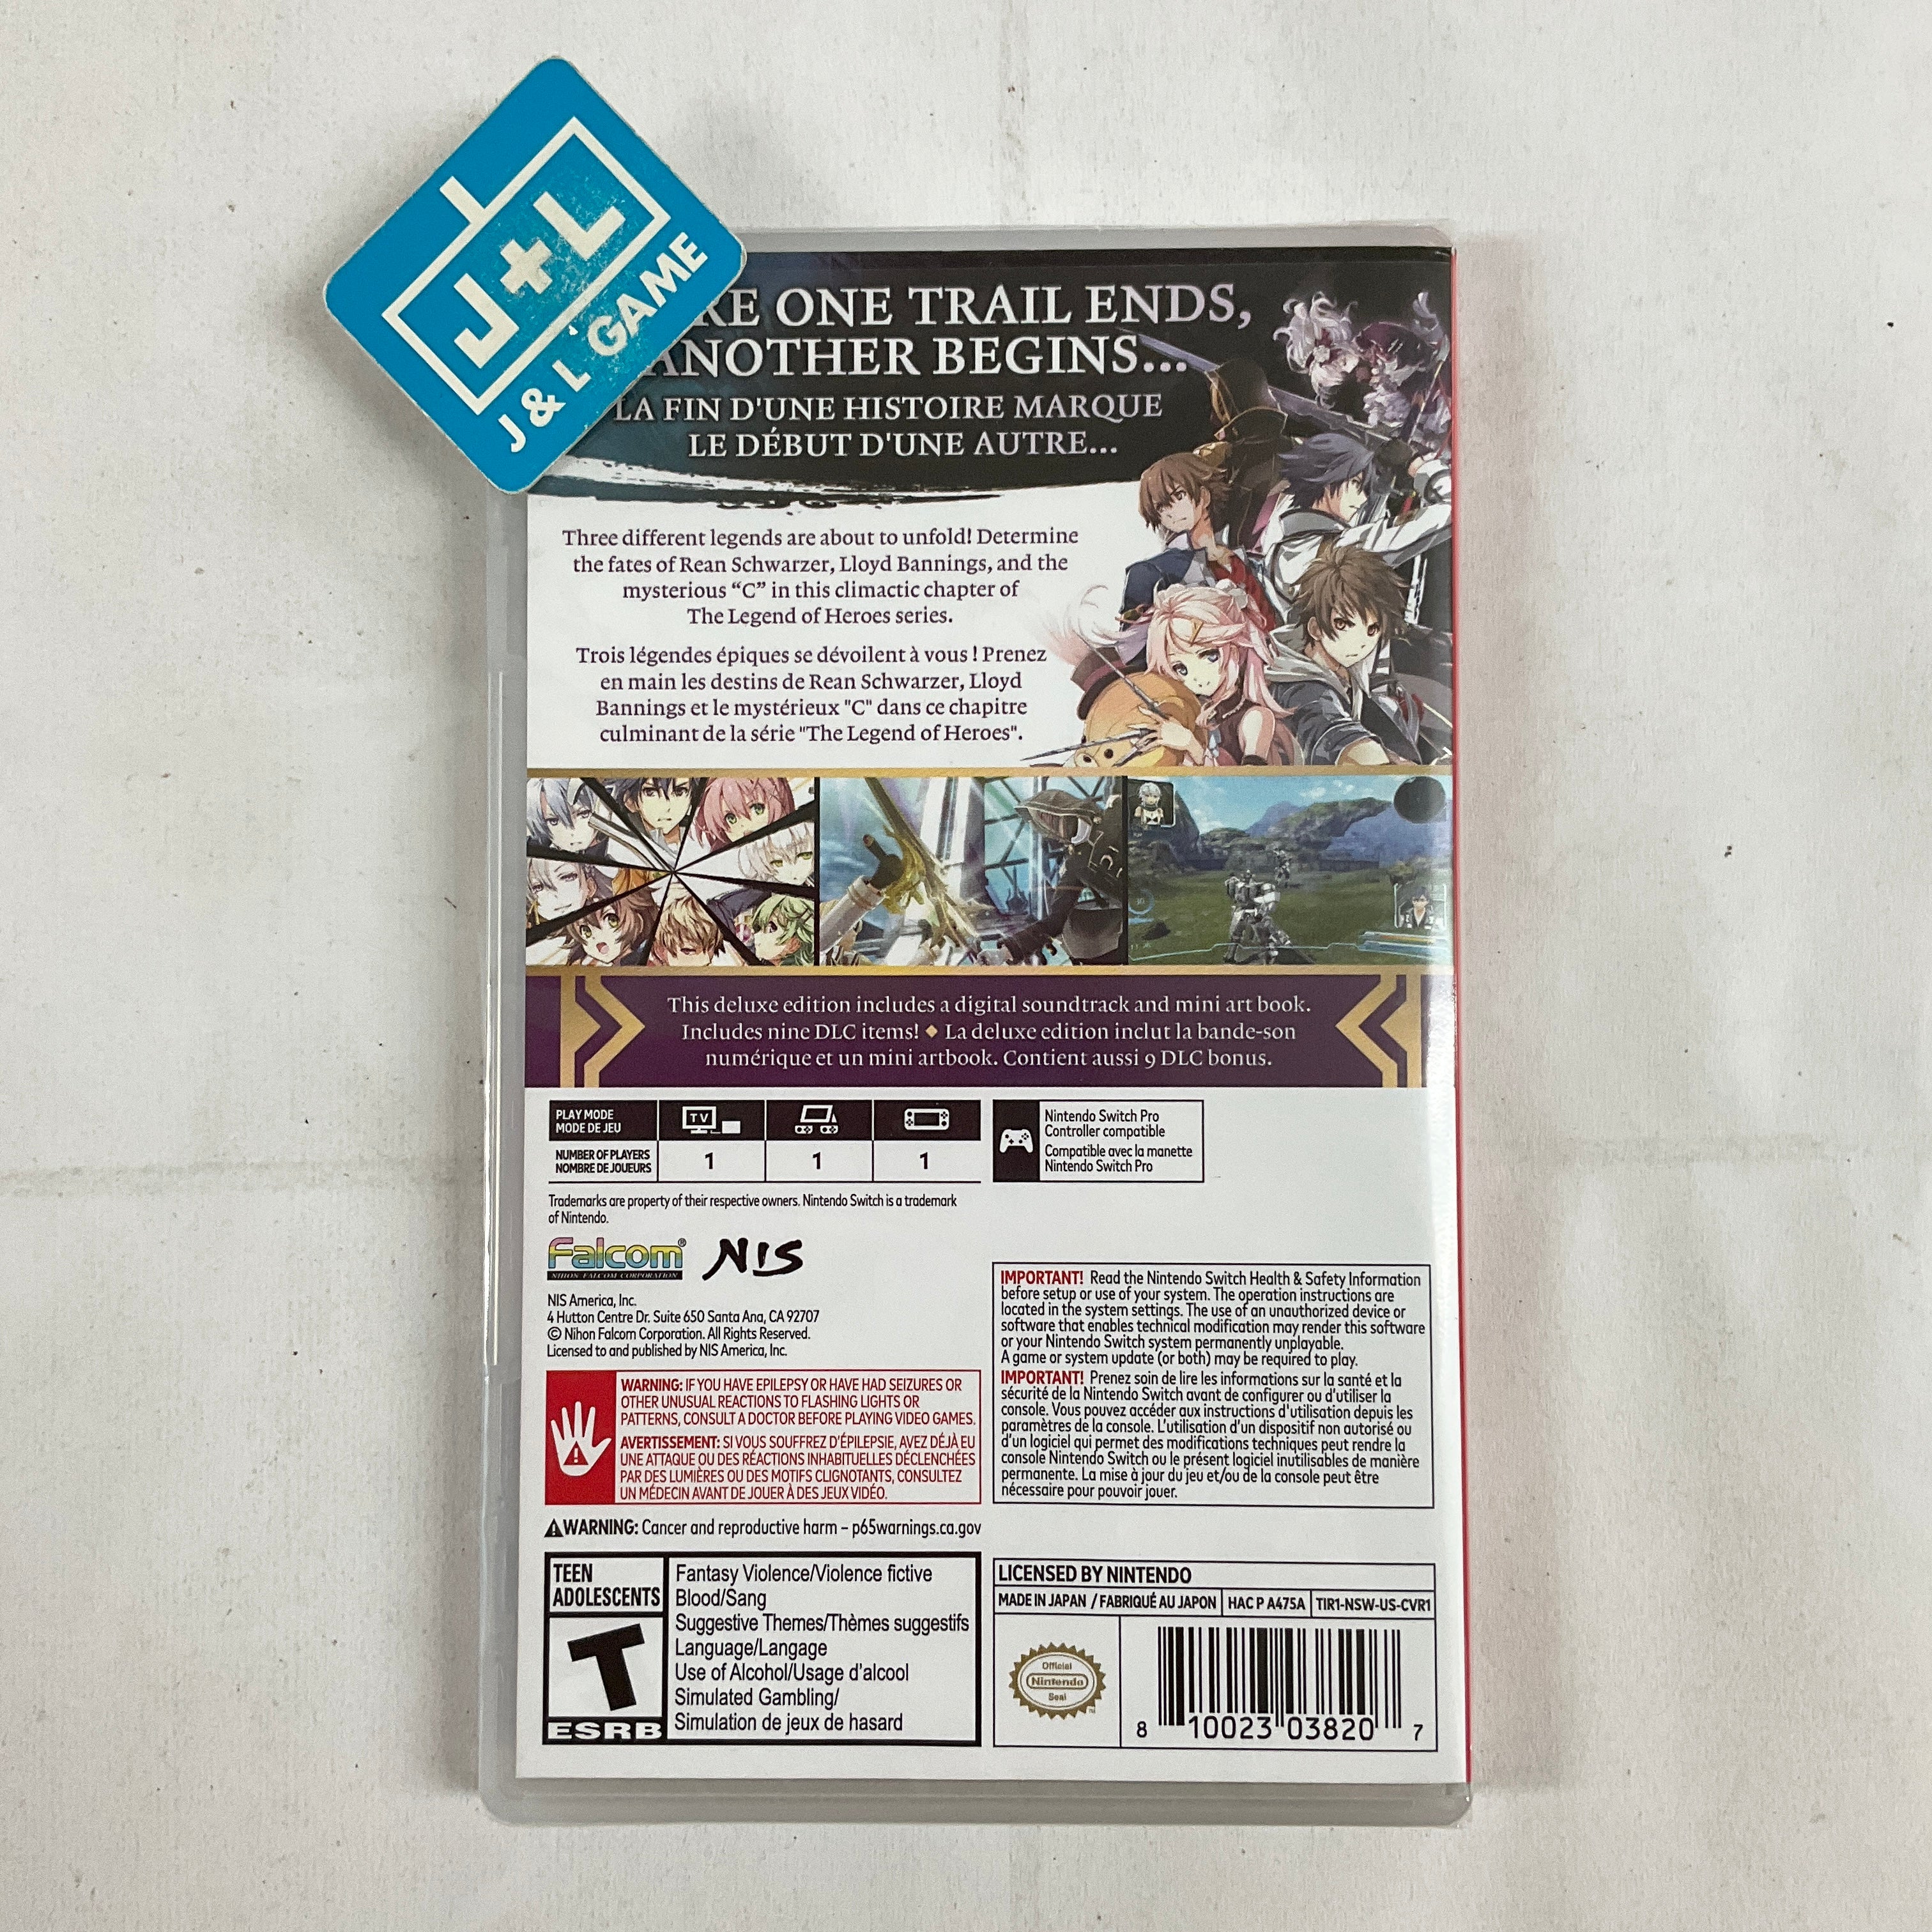 J+L
J & L GAME
ONE TRAIL ENDS,
ANOTHER BEGINS...
LA FIN D'UNE HISTOIRE MARQUE
LE DÉBUT D'UNE AUTRE...
Three different legends are about to unfold! Determine
the fates of Rean Schwarzer, Lloyd Bannings, and the
mysterious “C” in this climactic chapter of
The Legend of Heroes series.
Trois légendes épiques se dévoilent à vous ! Prenez
en main les destins de Rean Schwarzer, Lloyd
Bannings et le mystérieux "C" dans ce chapitre
culminant de la série "The Legend of Heroes".
This deluxe edition includes a digital soundtrack and mini art book.
Includes nine DLC items! ◆ La deluxe edition inclut la bande-son
numérique et un mini artbook. Contient aussi 9 DLC bonus.
PLAY MODE
MODE DE JEU
TV
NUMBER OF PLAYERS
NOMBRE DE JOUEURS
1 1 1
Nintendo Switch Pro
Controller compatible
Compatible avec la manette
Nintendo Switch Pro
Trademarks are property of their respective owners. Nintendo Switch is a trademark
of Nintendo.
Falcom® NIS
NIHON FALCOM CORPORATION
NIS America, Inc.
4 Hutton Centre Dr. Suite 650 Santa Ana, CA 92707
© Nihon Falcom Corporation. All Rights Reserved.
Licensed to and published by NIS America, Inc.
WARNING: IF YOU HAVE EPILEPSY OR HAVE HAD SEIZURES OR
OTHER UNUSUAL REACTIONS TO FLASHING LIGHTS OR
PATTERNS, CONSULT A DOCTOR BEFORE PLAYING VIDEO GAMES.
AVERTISSEMENT: SI VOUS SOUFFREZ D'ÉPILEPSIE, AVEZ DÉJÀ EU
UNE ATTAQUE OU DES RÉACTIONS INHABITUELLES DÉCLENCHÉES
PAR DES LUMIÈRES OU DES MOTIFS CLIGNOTANTS, CONSULTEZ
UN MÉDECIN AVANT DE JOUER À DES JEUX VIDÉO.
⚠WARNING: Cancer and reproductive harm – p65warnings.ca.gov
IMPORTANT! Read the Nintendo Switch Health & Safety Information
before setup or use of your system. The operation instructions are
located in the system settings. The use of an unauthorized device or
software that enables technical modification may render this software
or your Nintendo Switch system permanently unplayable.
A game or system update (or both) may be required to play.
IMPORTANT! Prenez soin de lire les informations sur la santé et la
sécurité de la Nintendo Switch avant de configurer ou d'utiliser la
console. Vous pouvez accéder aux instructions d'utilisation depuis les
paramètres de la console. L'utilisation d'un dispositif non autorisé ou
d'un logiciel qui permet des modifications techniques peut rendre la
console Nintendo Switch ou le présent logiciel inutilisables de manière
permanente. La mise à jour du jeu et/ou de la console peut être
nécessaire pour pouvoir jouer.
TEEN
ADOLESCENTS
T
ESRB
Fantasy Violence/Violence fictive
Blood/Sang
Suggestive Themes/Thèmes suggestifs
Language/Langage
Use of Alcohol/Usage d'alcool
Simulated Gambling/
Simulation de jeux de hasard
LICENSED BY NINTENDO
MADE IN JAPAN / FABRIQUÉ AU JAPON HAC P A475A TIR1-NSW-US-CVR1
Official
Nintendo
Seal
8 10023 03820 7